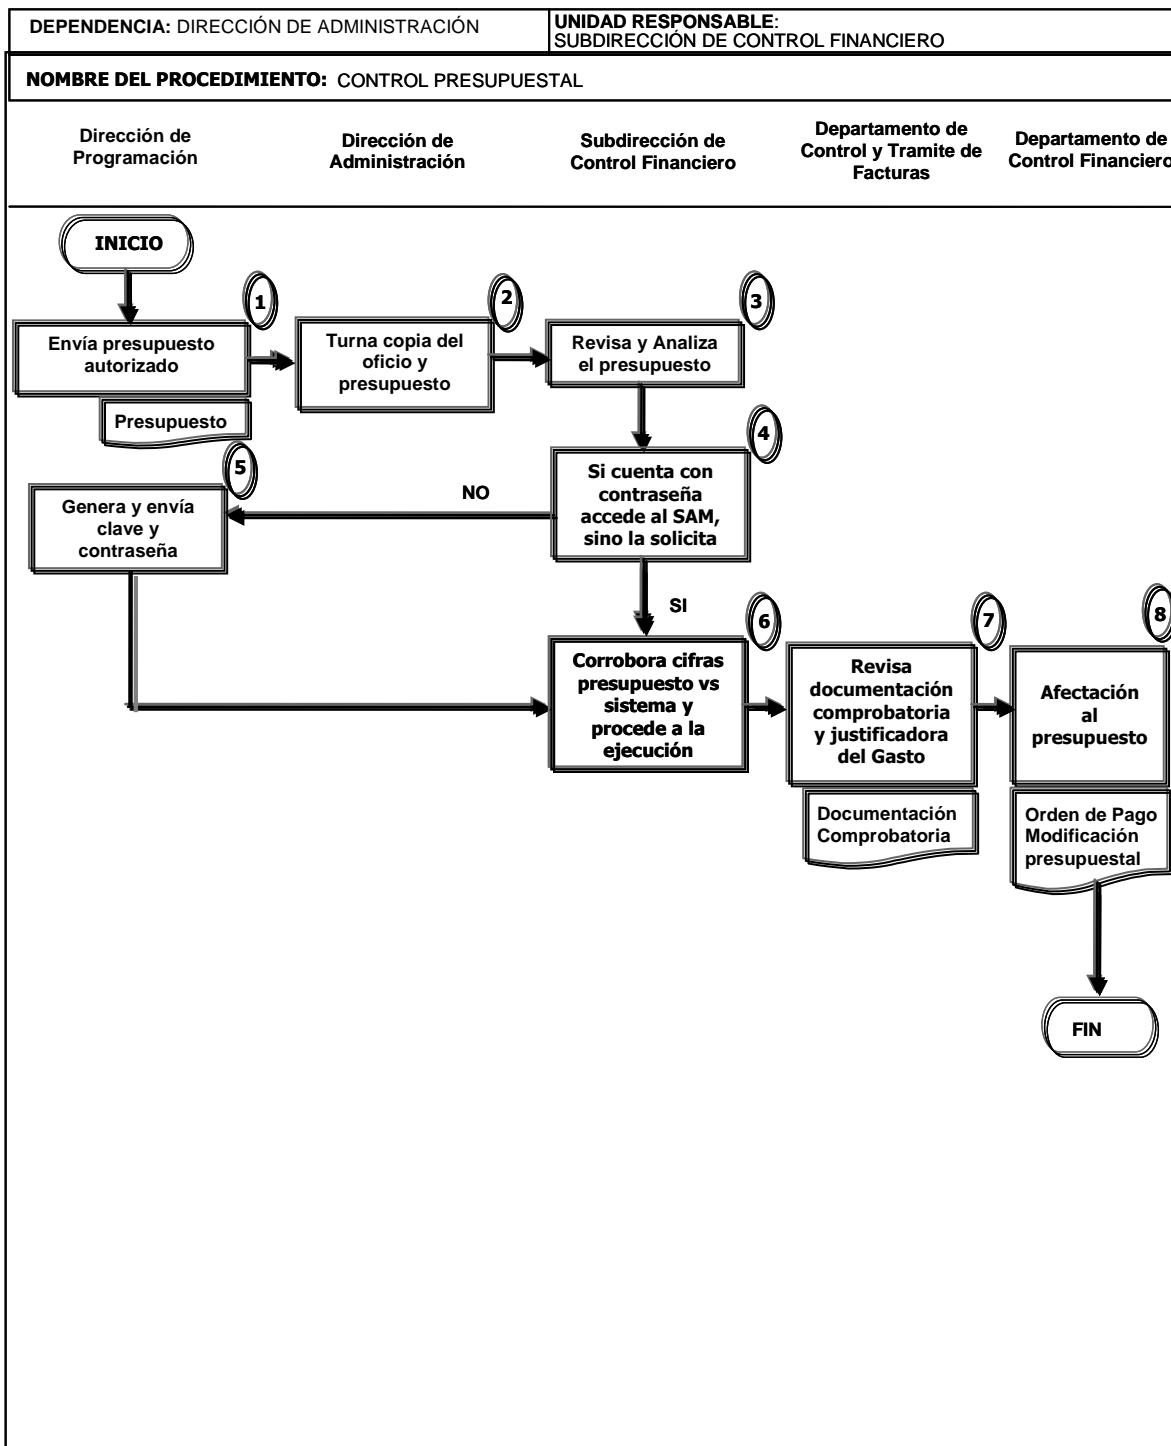 DEPENDENCIA: DIRECCIÓN DE ADMINISTRACIÓN
UNIDAD RESPONSABLE:
SUBDIRECCIÓN DE CONTROL FINANCIERO
NOMBRE DEL PROCEDIMIENTO: CONTROL PRESUPUESTAL
Dirección de
Programación
Dirección de
Administración
Subdirección de
Control Financiero
Departamento de
Control y Tramite de
Facturas
Departamento de
Control Financiero
INICIO
1
Envía presupuesto
autorizado
Presupuesto
2
Turna copia del
oficio y
presupuesto
3
Revisa y Analiza
el presupuesto
4
Si cuenta con
contraseña
accede al SAM,
sino la solicita
NO
5
Genera y envía
clave y
contraseña
SI
6
Corrobora cifras
presupuesto vs
sistema y
procede a la
ejecución
7
Revisa
documentación
comprobatoria
y justificadora
del Gasto
Documentación
Comprobatoria
8
Afectación
al
presupuesto
Orden de Pago
Modificación
presupuestal
FIN